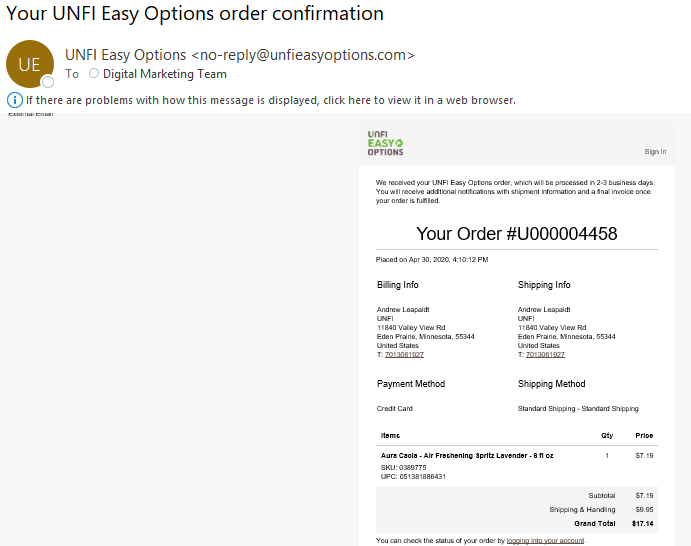 Your UNFI Easy Options order confirmation
UE
UNFI Easy Options <no-reply@unfieasyoptions.com>
To Digital Marketing Team
If there are problems with how this message is displayed, click here to view it in a web browser.
UNFI
EASY
OPTIONS
Sign In
We received your UNFI Easy Options order, which will be processed in 2-3 business days.
You will receive additional notifications with shipment information and a final invoice once
your order is fulfilled.
Your Order #U000004458
Placed on Apr 30, 2020, 4:10:12 PM
Billing Info Shipping Info
Andrew Leapaldt Andrew Leapaldt
UNFI UNFI
11840 Valley View Rd 11840 Valley View Rd
Eden Prairie, Minnesota, 55344 Eden Prairie, Minnesota, 55344
United States United States
T: 7013061927 T: 7013061927
Payment Method Shipping Method
Credit Card Standard Shipping - Standard Shipping
Items Qty Price
Aura Cacia - Air Freshening Spritz Lavender - 6 fl oz 1 $7.19
SKU: 0389775
UPC: 051381886431
Subtotal $7.19
Shipping & Handling $9.95
Grand Total $17.14
You can check the status of your order by logging into your account.